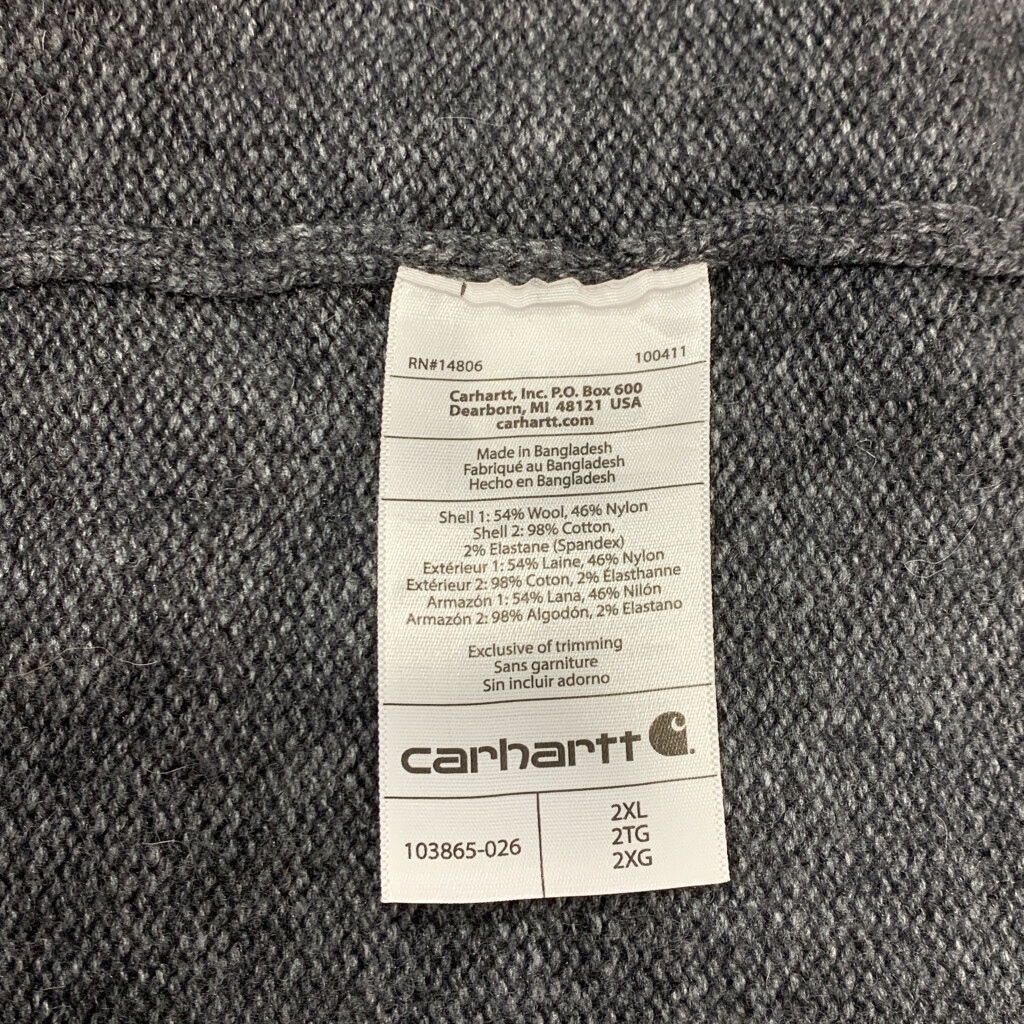 RN#14806 100411
Carhartt, Inc. P.O. Box 600
Dearborn, MI 48121 USA
carhartt.com
Made in Bangladesh
Fabriqué au Bangladesh
Hecho en Bangladesh
Shell 1: 54% Wool, 46% Nylon
Shell 2: 98% Cotton,
2% Elastane (Spandex)
Extérieur 1: 54% Laine, 46% Nylon
Extérieur 2: 98% Coton, 2% Élasthanne
Armazón 1: 54% Lana, 46% Nilón
Armazón 2: 98% Algodón, 2% Elastano
Exclusive of trimming
Sans garniture
Sin incluir adorno
carhartt
103865-026
2XL
2TG
2XG